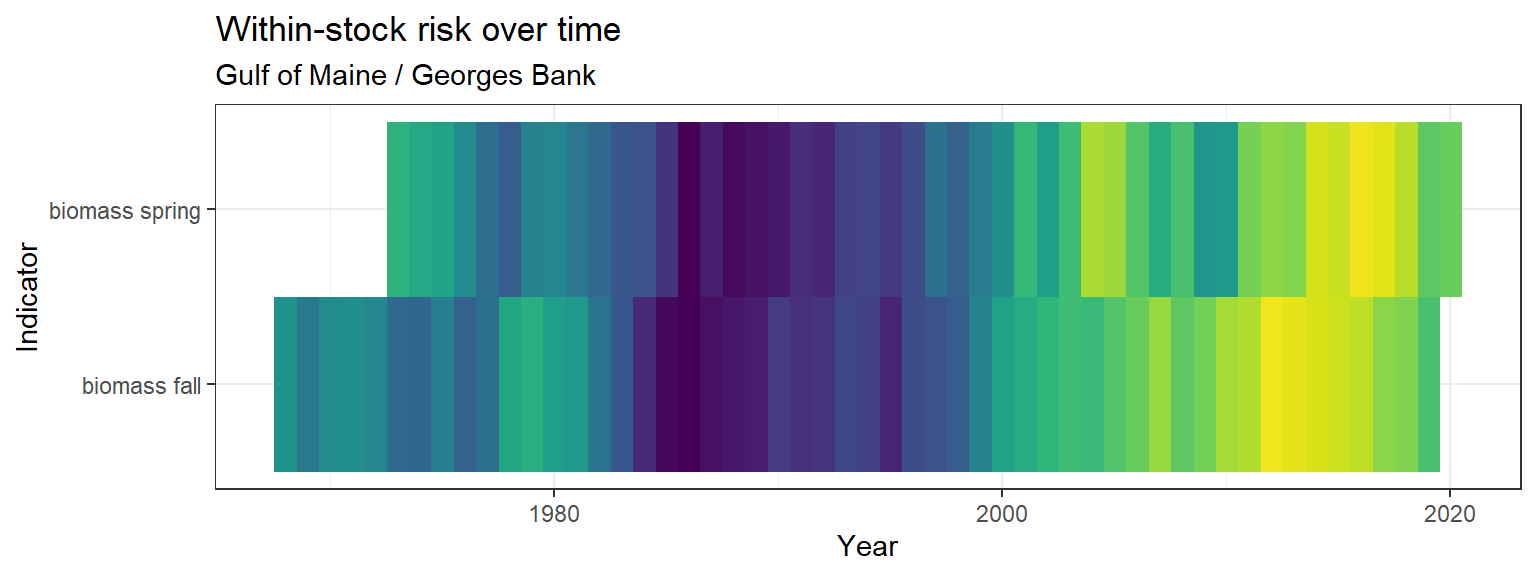 Within-stock risk over time
Gulf of Maine / Georges Bank
Indicator
biomass spring
biomass fall
1980
2000
2020
Year